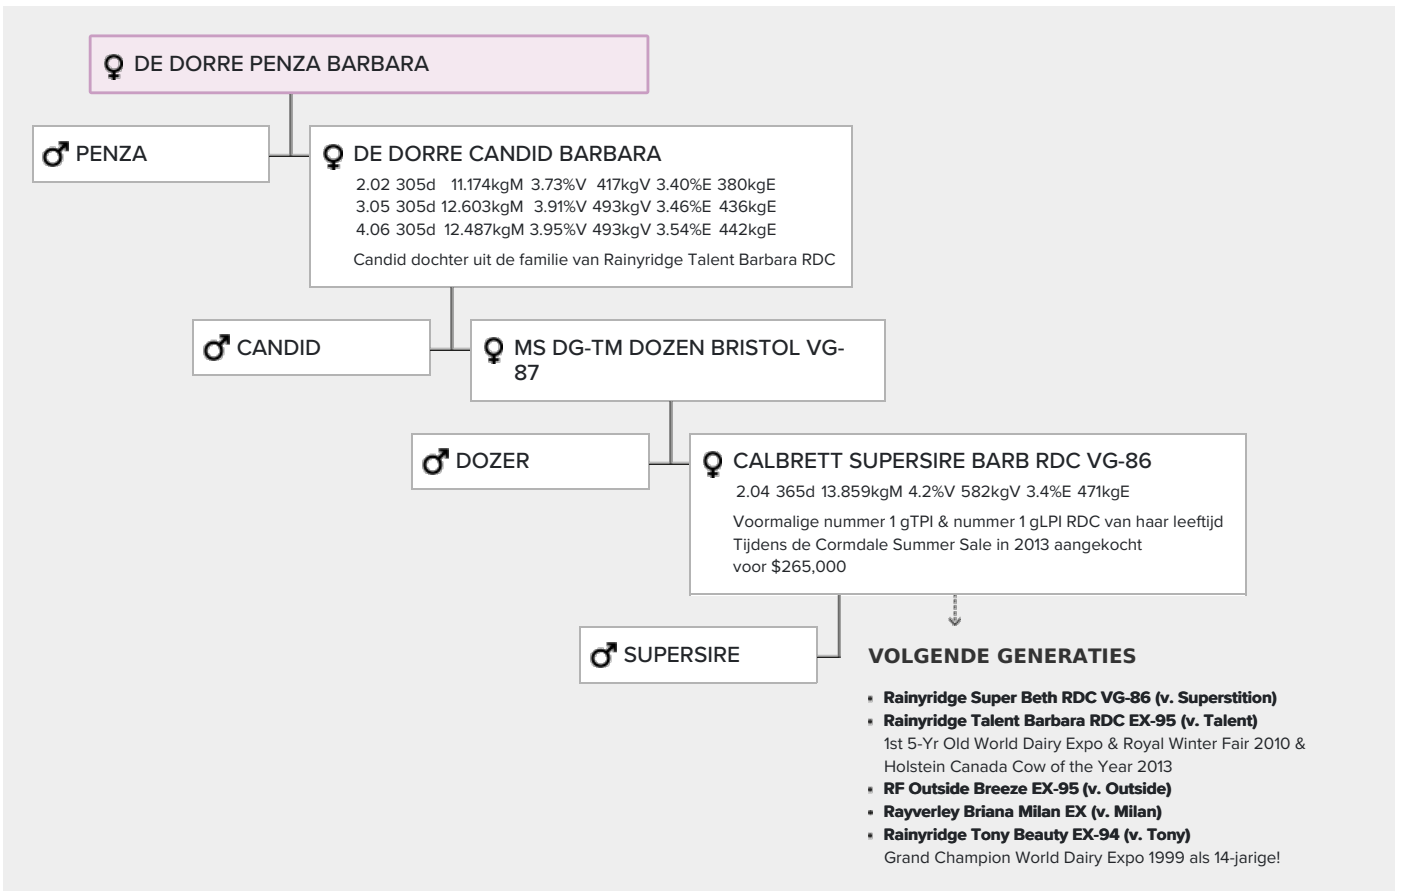 DE DORRE PENZA BARBARA
PENZA
DE DORRE CANDID BARBARA
2.02 305d 11.174kgM 3.73%V 417kgV 3.40%E 380kgE
3.05 305d 12.603kgM 3.91%V 493kgV 3.46%E 436kgE
4.06 305d 12.487kgM 3.95%V 493kgV 3.54%E 442kgE
Candid dochter uit de familie van Rainyridge Talent Barbara RDC
CANDID
MS DG-TM DOZEN BRISTOL VG-
87
DOZER
CALBRETT SUPERSIRE BARB RDC VG-86
2.04 365d 13.859kgM 4.2%V 582kgV 3.4%E 471kgE
Voormalige nummer 1 gTPI & nummer 1 gLPI RDC van haar leeftijd
Tijdens de Cormdale Summer Sale in 2013 aangekocht
voor $265,000
SUPERSIRE
VOLGENDE GENERATIES
▪ Rainyridge Super Beth RDC VG-86 (v. Superstition)
▪ Rainyridge Talent Barbara RDC EX-95 (v. Talent)
1st 5-Yr Old World Dairy Expo & Royal Winter Fair 2010 &
Holstein Canada Cow of the Year 2013
▪ RF Outside Breeze EX-95 (v. Outside)
▪ Rayverley Briana Milan EX (v. Milan)
▪ Rainyridge Tony Beauty EX-94 (v. Tony)
Grand Champion World Dairy Expo 1999 als 14-jarige!